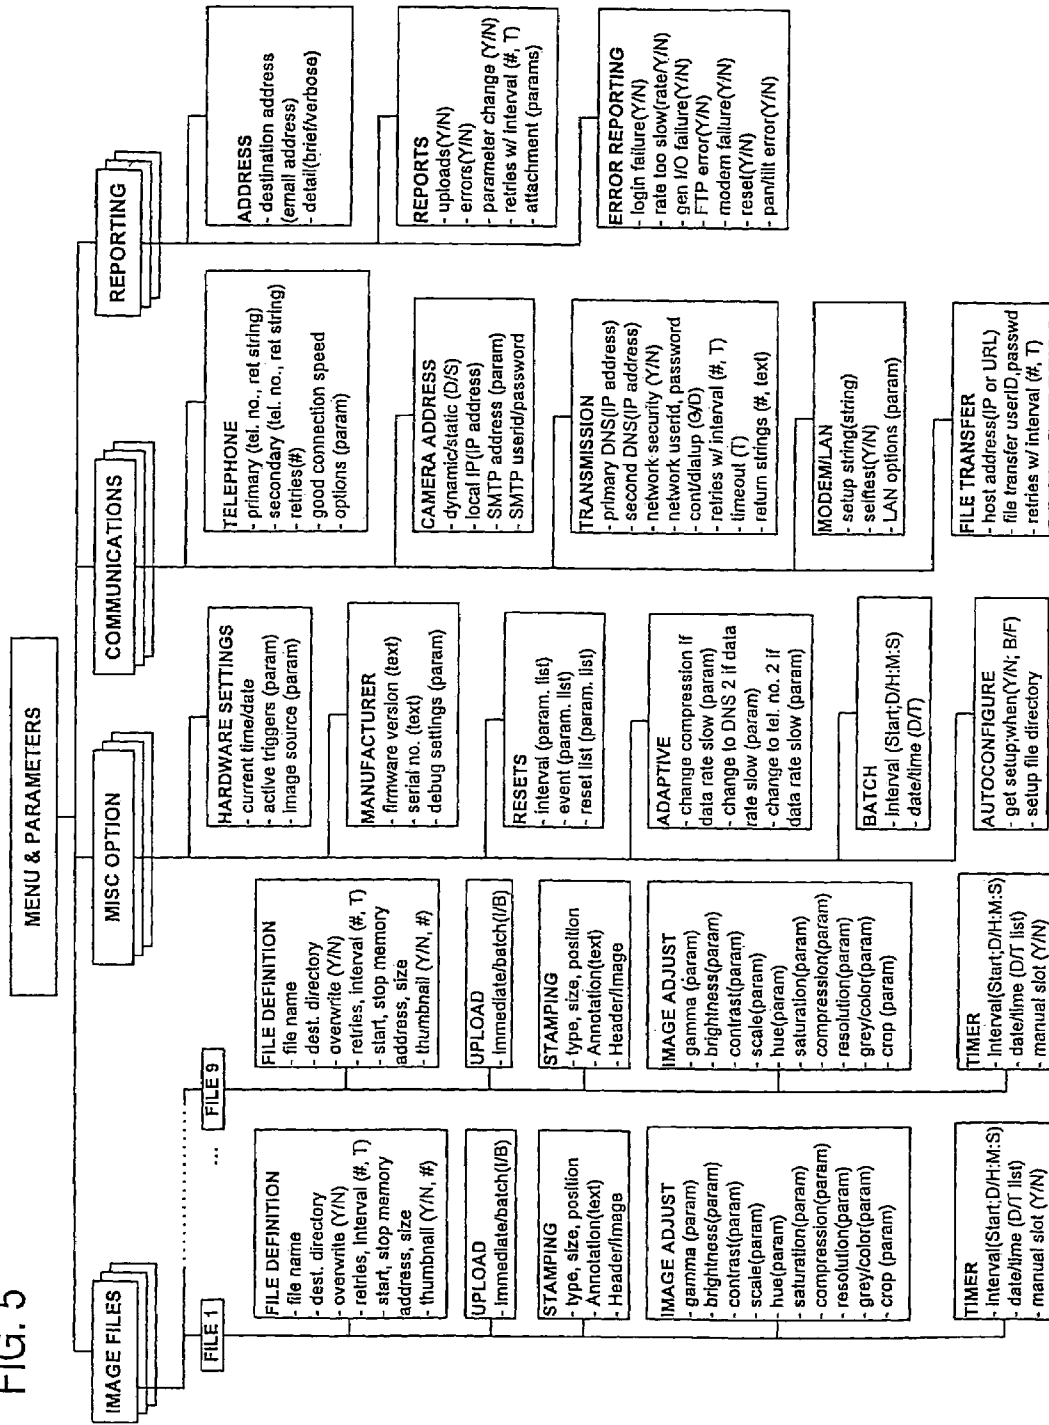 FIG. 5
MENU & PARAMETERS
IMAGE FILES
FILE 1
FILE DEFINITION
- file name
- dest. directory
- overwrite (Y/N)
- retries, interval (#, T)
- start, stop memory
address, size
- thumbnail (Y/N, #)
UPLOAD
- Immediate/batch(I/B)
STAMPING
- type, size, position
- Annotation(text)
- Header/Image
IMAGE ADJUST
- gamma (param)
- brightness(param)
- contrast(param)
- scale(param)
- hue(param)
- saturation(param)
- compression(param)
- resolution(param)
- grey/color(param)
- crop (param)
TIMER
- Interval(Start;D/H:M:S)
- date/time (D/T list)
- manual slot (Y/N)
...
FILE 9
FILE DEFINITION
- file name
- dest. directory
- overwrite (Y/N)
- retries, interval (#, T)
- start, stop memory
address, size
- thumbnail (Y/N, #)
UPLOAD
- Immediate/batch(I/B)
STAMPING
- type, size, position
- Annotation(text)
- Header/Image
IMAGE ADJUST
- gamma (param)
- brightness(param)
- contrast(param)
- scale(param)
- hue(param)
- saturation(param)
- compression(param)
- resolution(param)
- grey/color(param)
- crop (param)
TIMER
- Interval(Start;D/H:M:S)
- date/time (D/T list)
- manual slot (Y/N)
MISC OPTION
HARDWARE SETTINGS
- current time/date
- active triggers (param)
- image source (param)
MANUFACTURER
- firmware version (text)
- serial no. (text)
- debug settings (param)
RESETS
- interval (param. list)
- event (param. list)
- reset list (param. list)
ADAPTIVE
- change compression if
data rate slow (param)
- change to DNS 2 if data
rate slow (param)
- change to tel. no. 2 if
data rate slow (param)
BATCH
- Interval (Start;D/H:M:S)
- date/time (D/T)
AUTOCONFIGURE
- get setup;when(Y/N; B/F)
- setup file directory
COMMUNICATIONS
TELEPHONE
- primary (tel. no., ret string)
- secondary (tel. no., ret string)
- retries(#)
- good connection speed
- options (param)
CAMERA ADDRESS
- dynamic/static (D/S)
- local IP(IP address)
- SMTP address (param)
- SMTP userid/password
TRANSMISSION
- primary DNS(IP address)
- second DNS(IP address)
- network security (Y/N)
- network userid, password
- cont/dialup (G/D)
- retries w/ interval (#, T)
- timeout (T)
- return strings (#, text)
MODEM/LAN
- setup string(string)
- selftest(Y/N)
- LAN options (param)
FILE TRANSFER
- host address(IP or URL)
- file transfer userID,passwd
- retries w/ interval (#, T)
REPORTING
ADDRESS
- destination address
(email address)
- detail(brief/verbose)
REPORTS
- uploads(Y/N)
- errors(Y/N)
- parameter change (Y/N)
- retries w/ interval (#, T)
- attachment (params)
ERROR REPORTING
- login failure(Y/N)
- rate too slow(rate/Y/N)
- gen I/O failure(Y/N)
- FTP error(Y/N)
- modem failure(Y/N)
- reset(Y/N)
- pan/tilt error(Y/N)